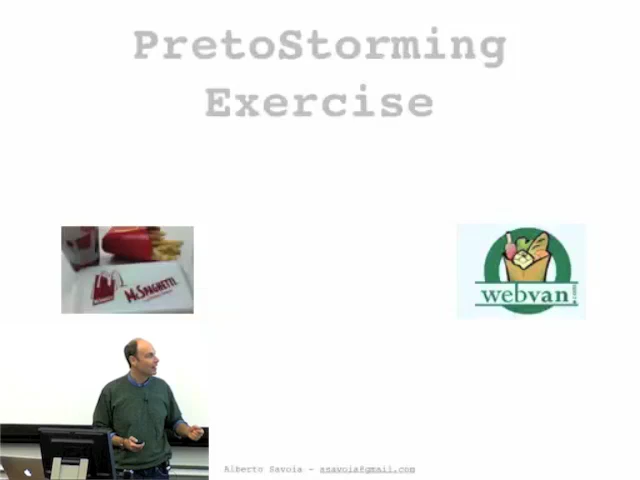 PretoStorming
Exercise
McSpaghetti
webvan
Alberto Savoia - asavoia@gmail.com